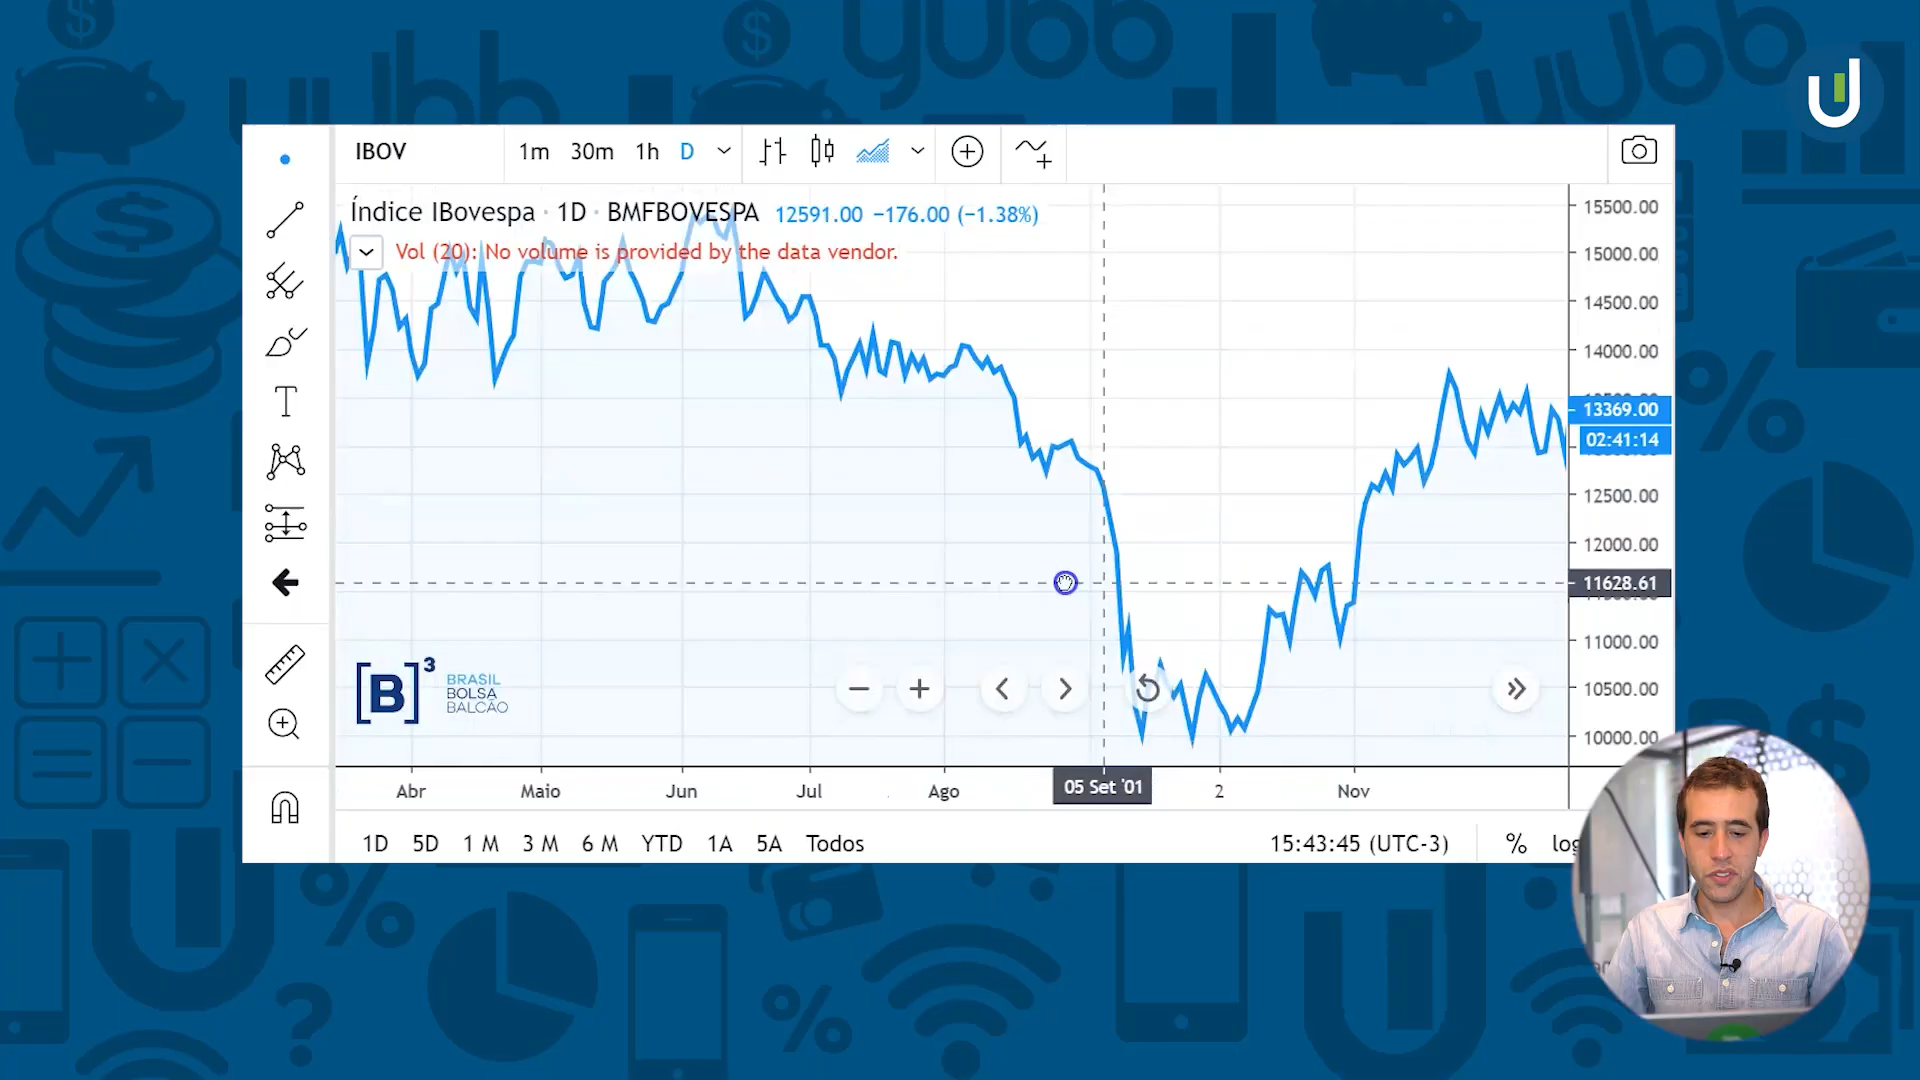 yubb
yubb
yubb
IBOV
1m 30m 1h D
Índice IBovespa · 1D · BMFBOVESPA 12591.00 −176.00 (−1.38%)
Vol (20): No volume is provided by the data vendor.
15500.00
15000.00
14500.00
14000.00
13369.00
02:41:14
12500.00
12000.00
11628.61
11000.00
10500.00
10000.00
[B]³ BRASIL
BOLSA
BALCÃO
Abr Maio Jun Jul Ago 05 Set '01 2 Nov
1D 5D 1 M 3 M 6 M YTD 1A 5A Todos 15:43:45 (UTC-3) % log